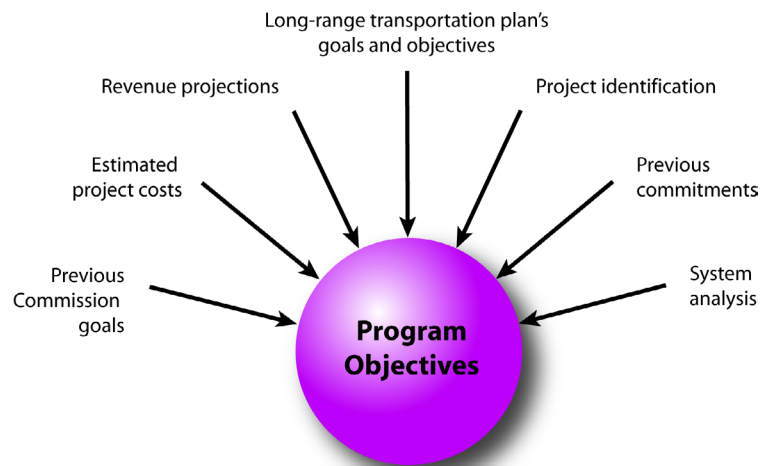 Long-range transportation plan's
goals and objectives
Revenue projections
Project identification
Estimated
project costs
Previous
commitments
Previous
Commission
goals
System
analysis
Program
Objectives